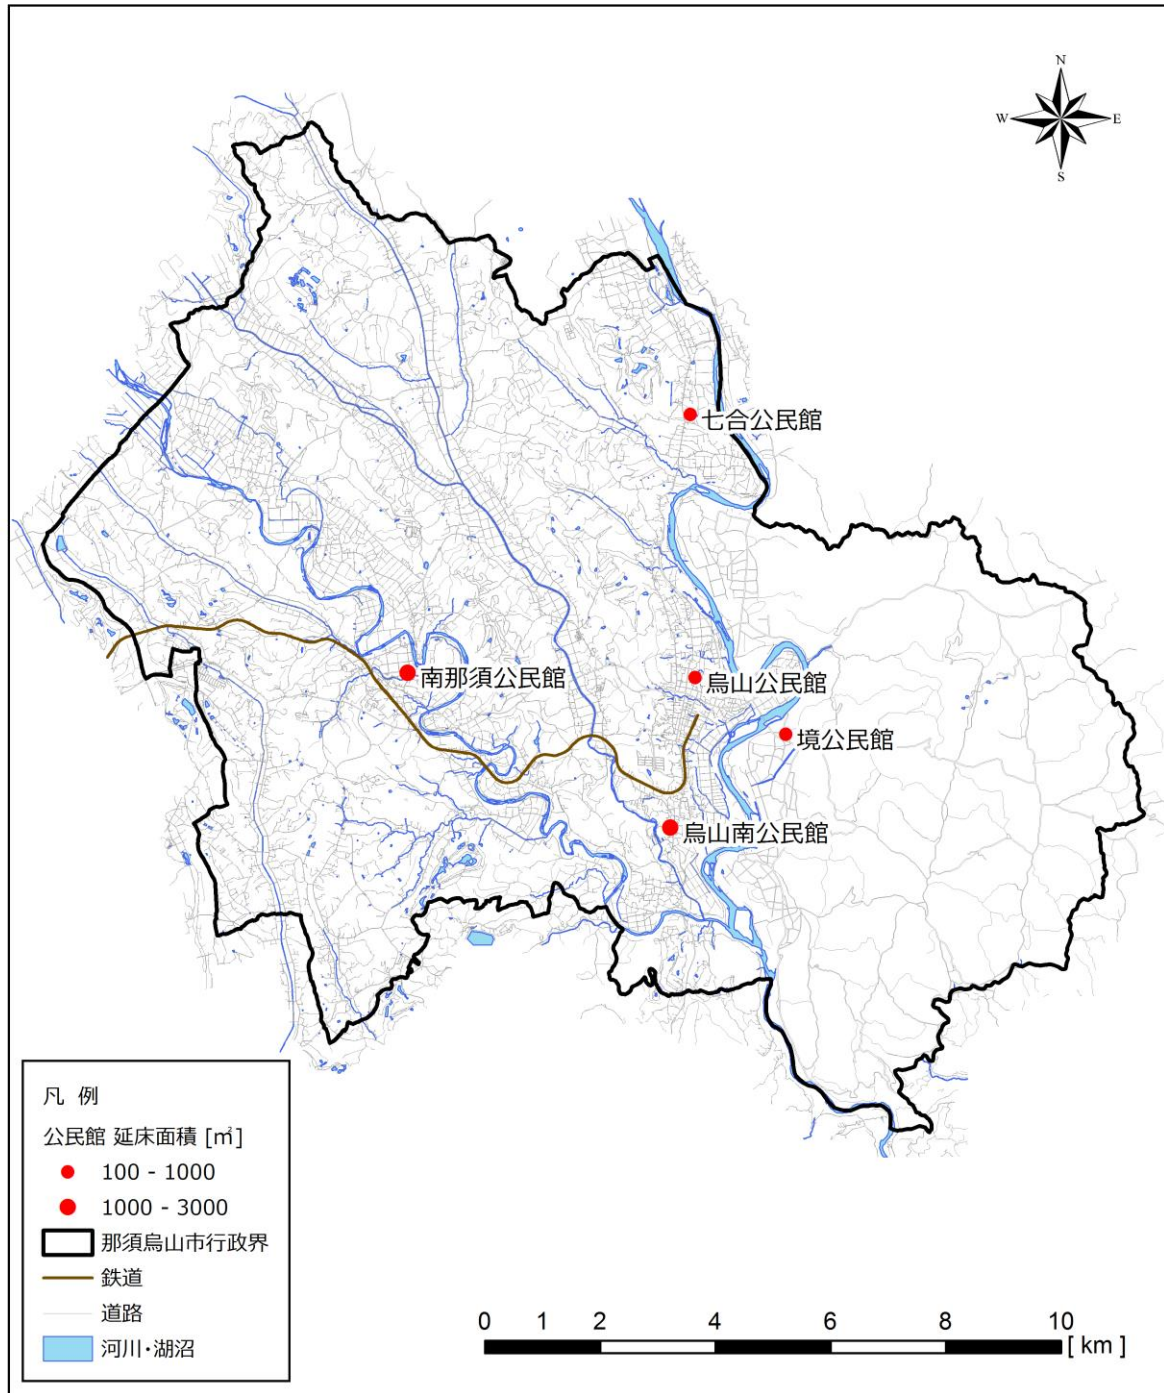 N
W
E
S
七合公民館
南那須公民館
烏山公民館
境公民館
烏山南公民館
凡 例
公民館 延床面積 [㎡]
100 - 1000
1000 - 3000
那須烏山市行政界
鉄道
道路
河川・湖沼
0 1 2 4 6 8 10
[ km ]